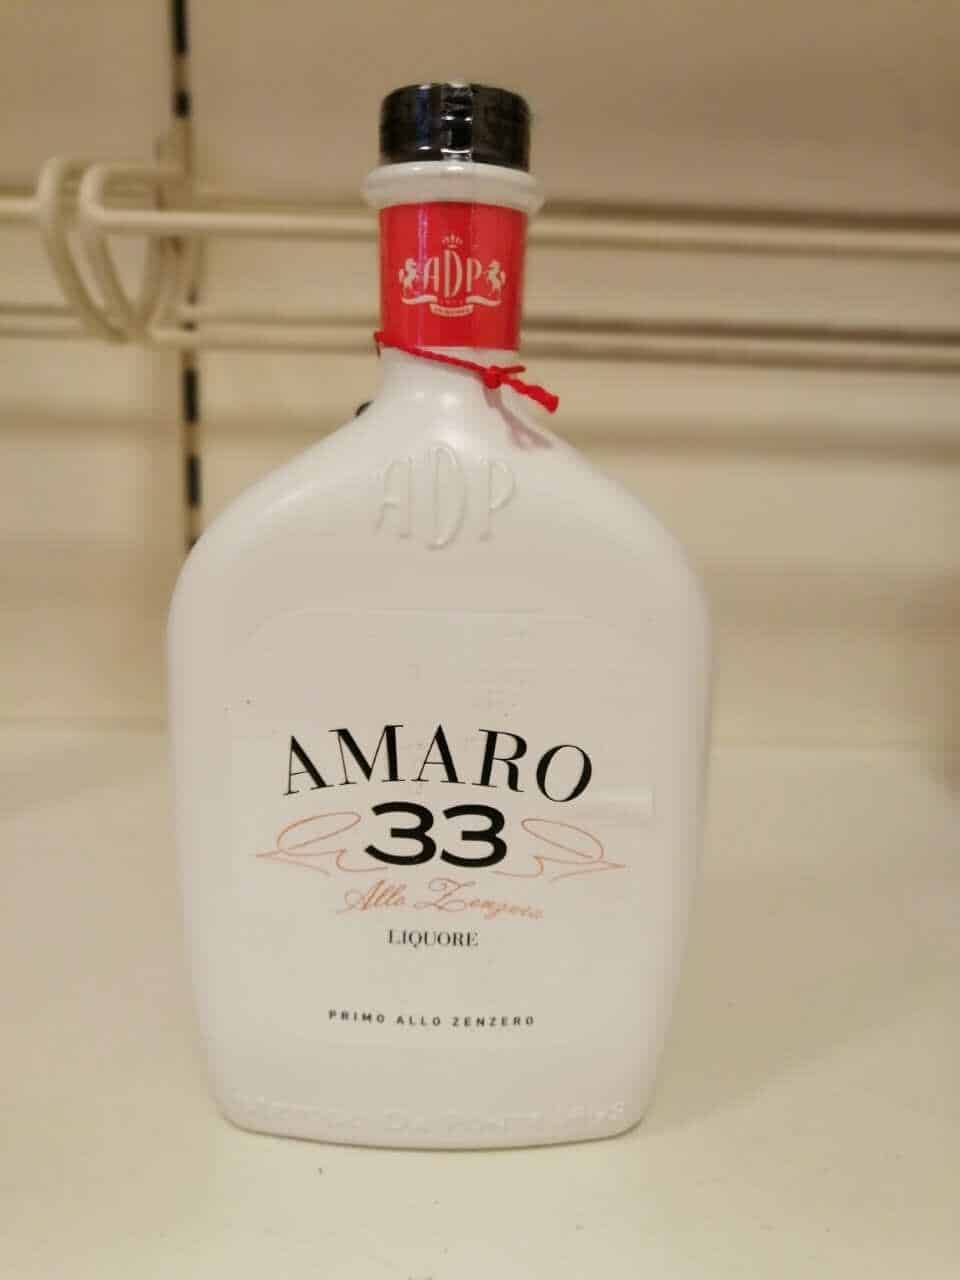 ADP
ADP
AMARO
33
Allo Zenzero
LIQUORE
PRIMO ALLO ZENZERO